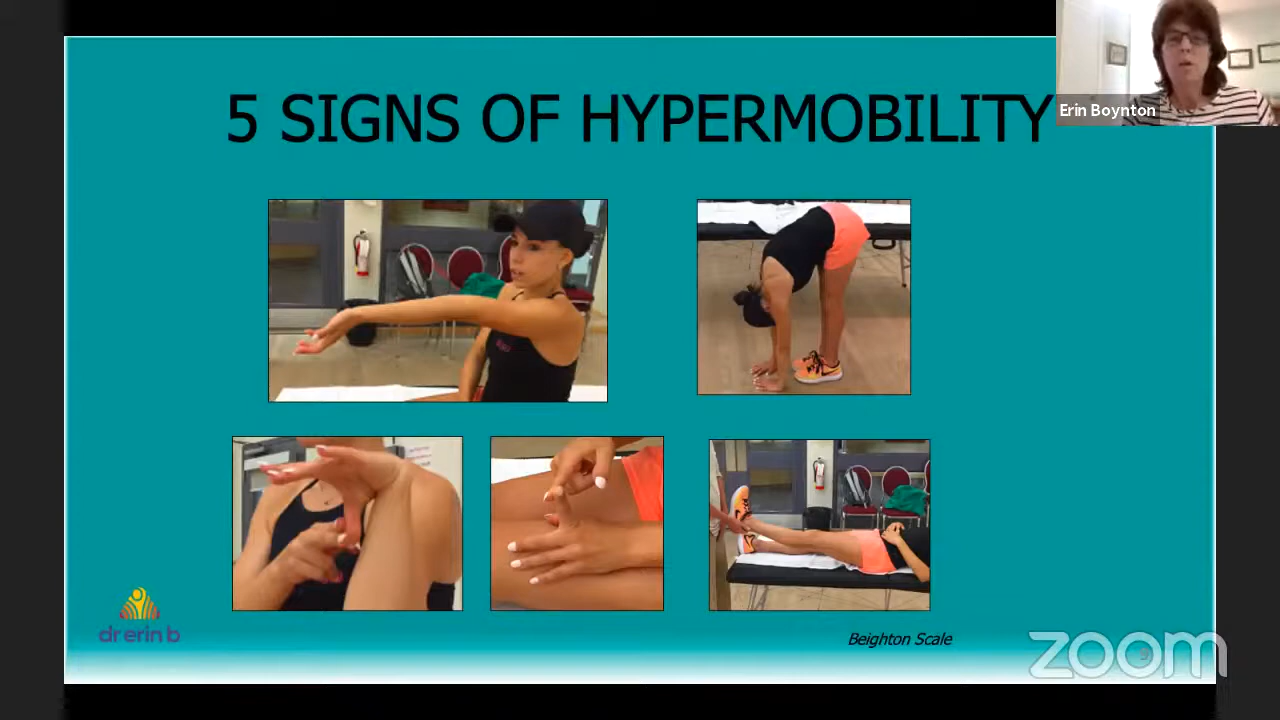 5 SIGNS OF HYPERMOBILITY
Erin Boynton
dr erin b
Beighton Scale
zoom